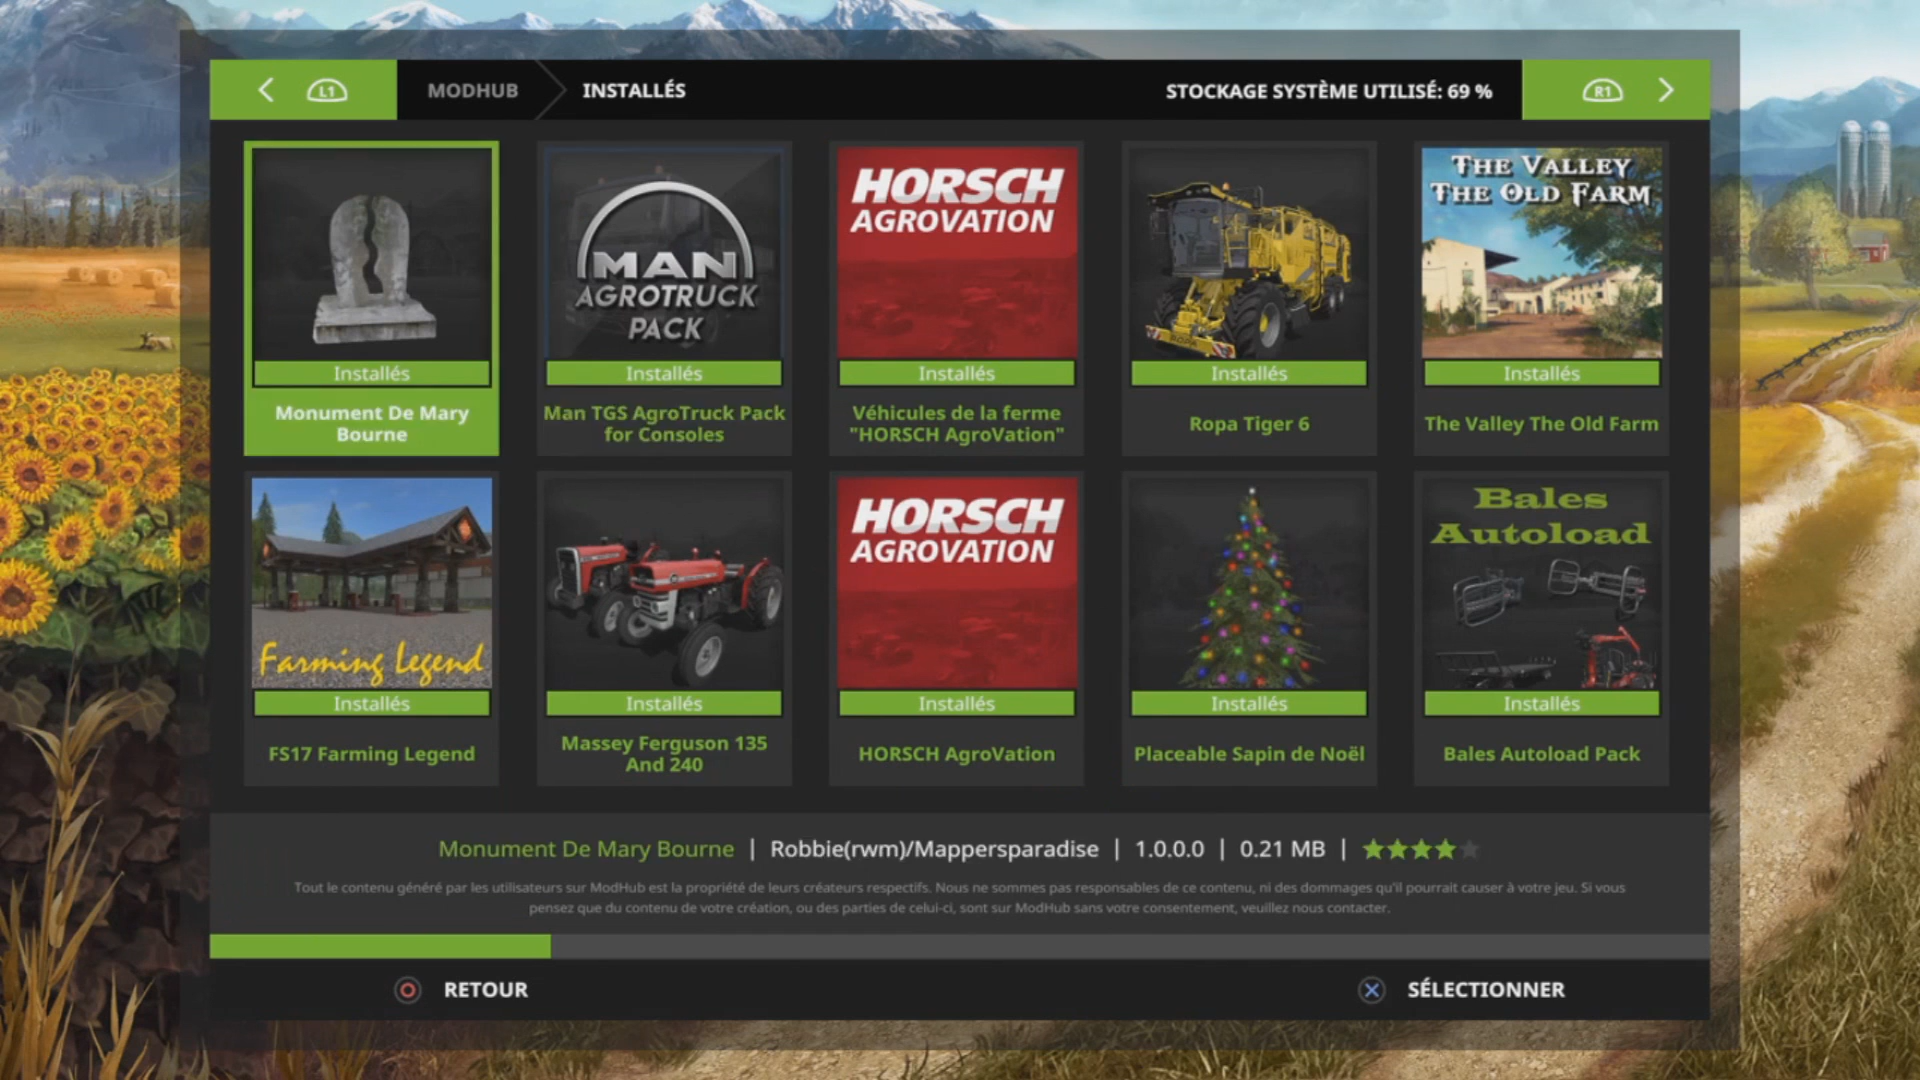 L1
MODHUB
INSTALLÉS
STOCKAGE SYSTÈME UTILISÉ: 69 %
R1
MAN
AGROTRUCK
PACK
HORSCH
AGROVATION
ROPA
THE VALLEY
THE OLD FARM
Installés
Installés
Installés
Installés
Installés
Monument De Mary
Bourne
Man TGS AgroTruck Pack
for Consoles
Véhicules de la ferme
"HORSCH AgroVation"
Ropa Tiger 6
The Valley The Old Farm
Farming Legend
HORSCH
AGROVATION
Bales
Autoload
Installés
Installés
Installés
Installés
Installés
FS17 Farming Legend
Massey Ferguson 135
And 240
HORSCH AgroVation
Placeable Sapin de Noël
Bales Autoload Pack
Monument De Mary Bourne | Robbie(rwm)/Mappersparadise | 1.0.0.0 | 0.21 MB |
Tout le contenu généré par les utilisateurs sur ModHub est la propriété de leurs créateurs respectifs. Nous ne sommes pas responsables de ce contenu, ni des dommages qu'il pourrait causer à votre jeu. Si vous
pensez que du contenu de votre création, ou des parties de celui-ci, sont sur ModHub sans votre consentement, veuillez nous contacter.
RETOUR
SÉLECTIONNER